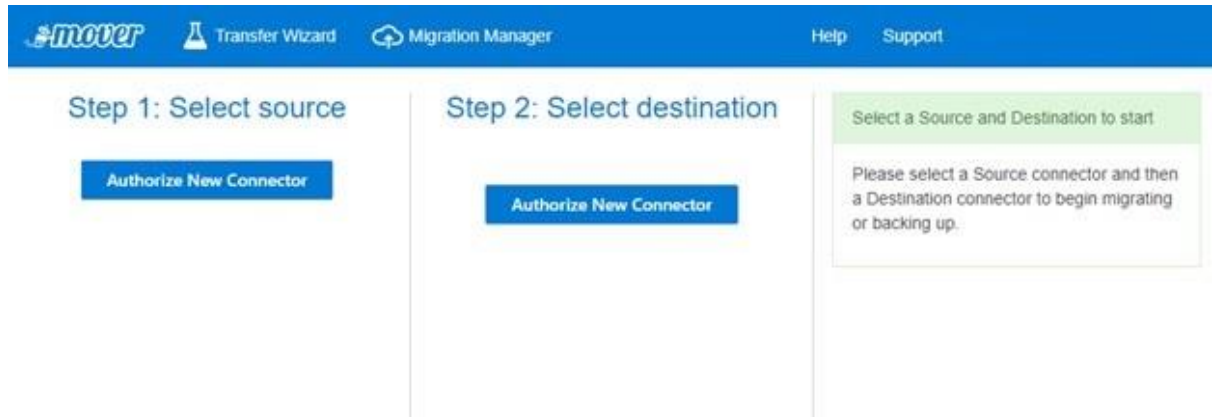 mover Transfer Wizard Migration Manager Help Support
Step 1: Select source
Authorize New Connector
Step 2: Select destination
Authorize New Connector
Select a Source and Destination to start
Please select a Source connector and then
a Destination connector to begin migrating
or backing up.